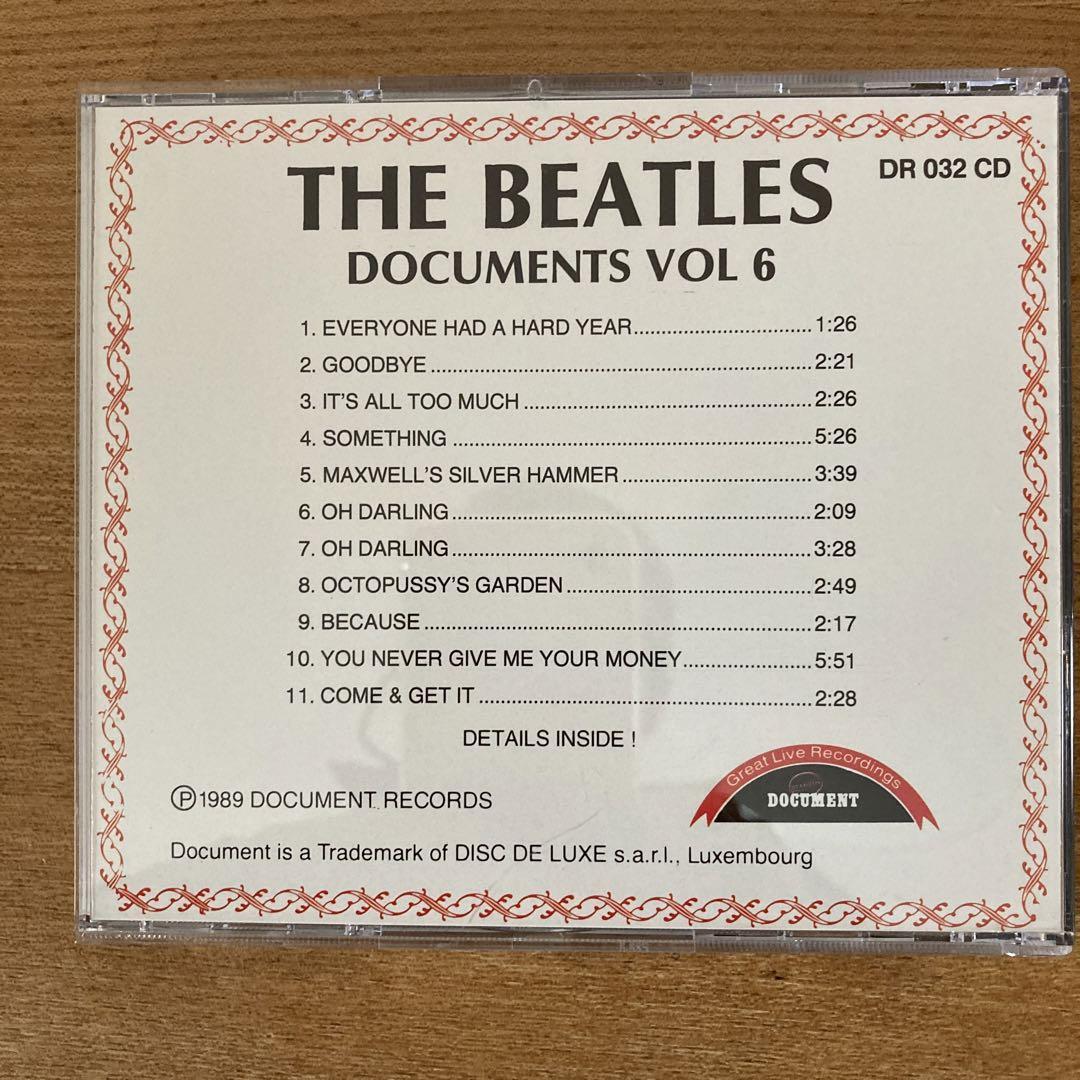 THE BEATLES
DR 032 CD
DOCUMENTS VOL 6
1. EVERYONE HAD A HARD YEAR 1:26
2. GOODBYE 2:21
3. IT'S ALL TOO MUCH 2:26
4. SOMETHING 5:26
5. MAXWELL'S SILVER HAMMER 3:39
6. OH DARLING 2:09
7. OH DARLING 3:28
8. OCTOPUSSY'S GARDEN 2:49
9. BECAUSE 2:17
10. YOU NEVER GIVE ME YOUR MONEY 5:51
11. COME & GET IT 2:28
DETAILS INSIDE !
Great Live Recordings
DOCUMENT
Ⓟ1989 DOCUMENT RECORDS
Document is a Trademark of DISC DE LUXE s.a.r.l., Luxembourg